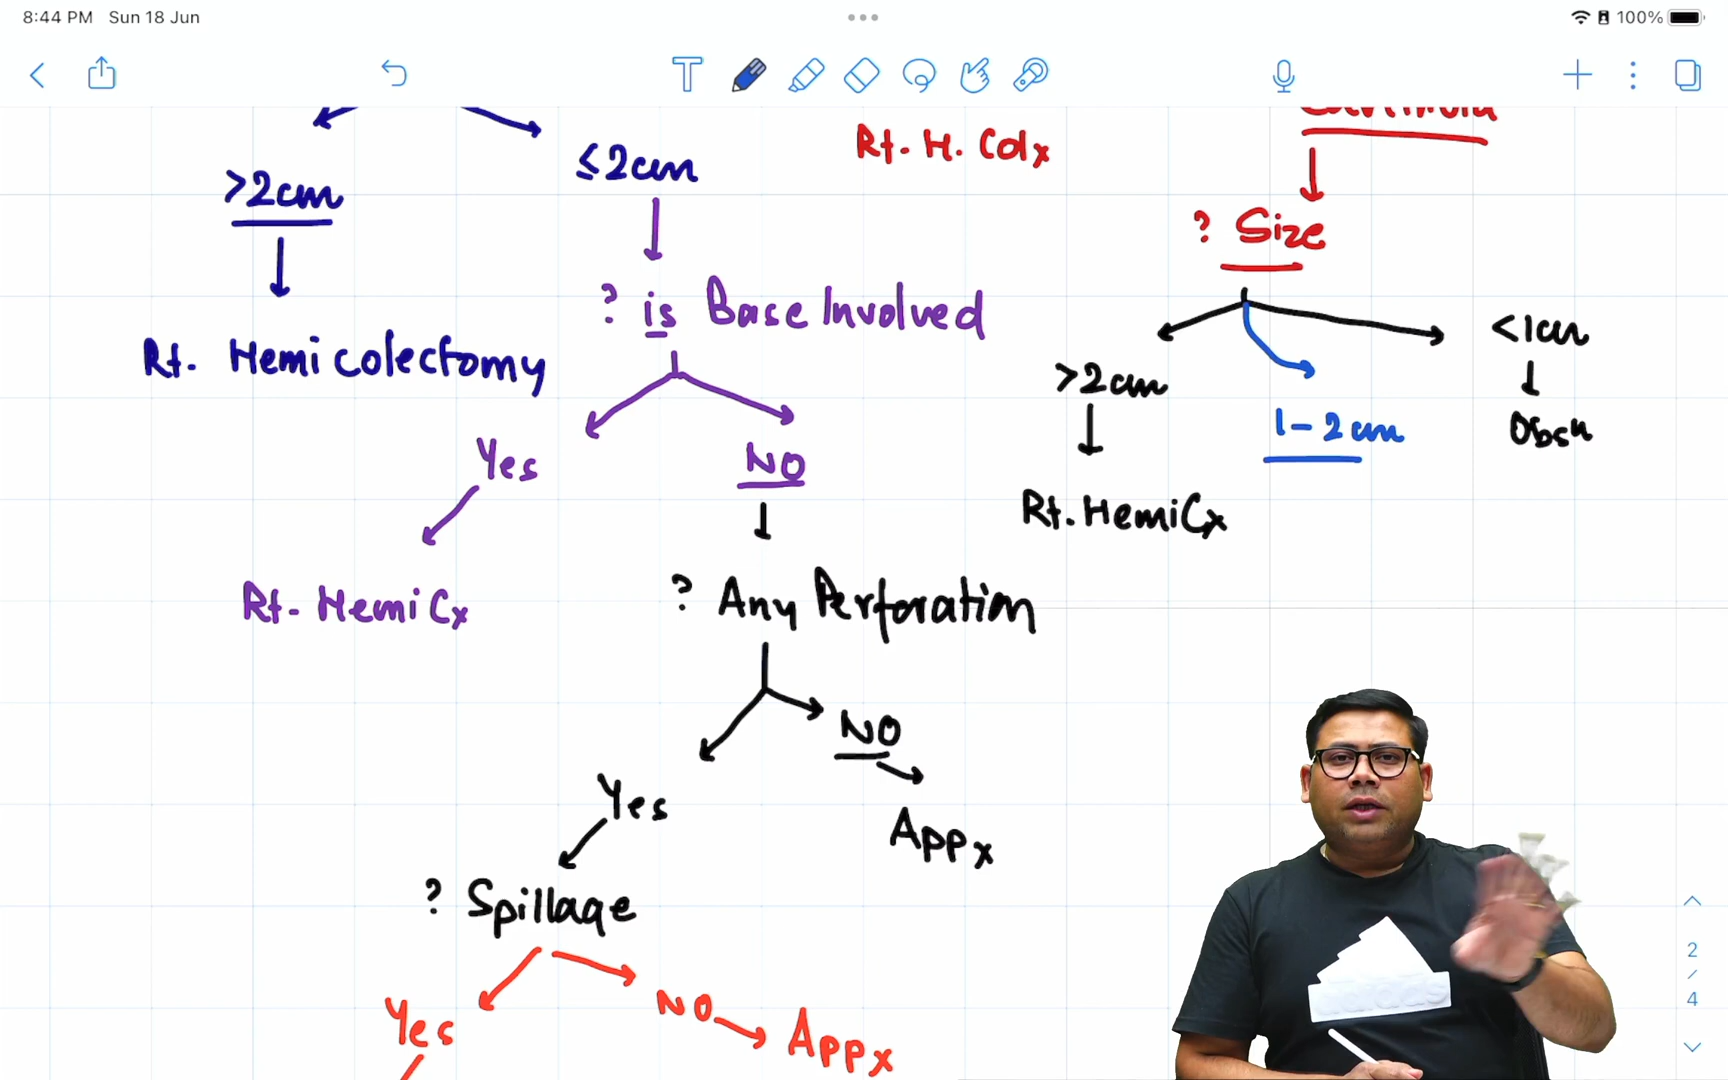 8:44 PM Sun 18 Jun
100%
T
Rt. H. Colx
>2cm
≤2cm
? Size
? is Base Involved
<1cm
Rt. Hemicolectomy
>2cm
1-2cm
Obsn
Yes
NO
Rt. HemiCx
Rt- HemiCx
? Any Perforation
NO
Yes
Appx
? Spillage
Yes
NO
Appx
2
/
4